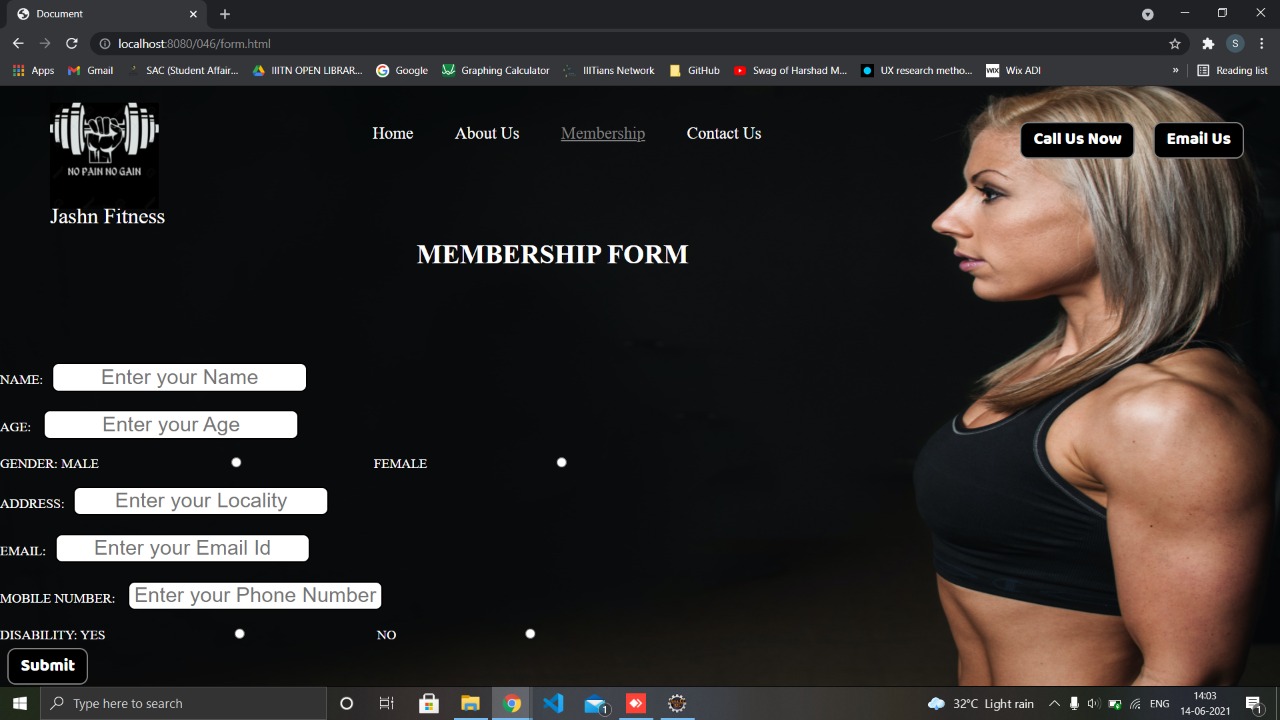 Document
localhost:8080/046/form.html
Apps Gmail SAC (Student Affair... IIITN OPEN LIBRAR... Google Graphing Calculator IIITians Network GitHub Swag of Harshad M... UX research metho... WiX Wix ADI » Reading list
S
NO PAIN NO GAIN
Jashn Fitness
Home About Us Membership Contact Us
Call Us Now Email Us
MEMBERSHIP FORM
NAME: Enter your Name
AGE: Enter your Age
GENDER: MALE FEMALE
ADDRESS: Enter your Locality
EMAIL: Enter your Email Id
MOBILE NUMBER: Enter your Phone Number
DISABILITY: YES NO
Submit
Type here to search
1
32°C Light rain
ENG
14:03
14-06-2021
1